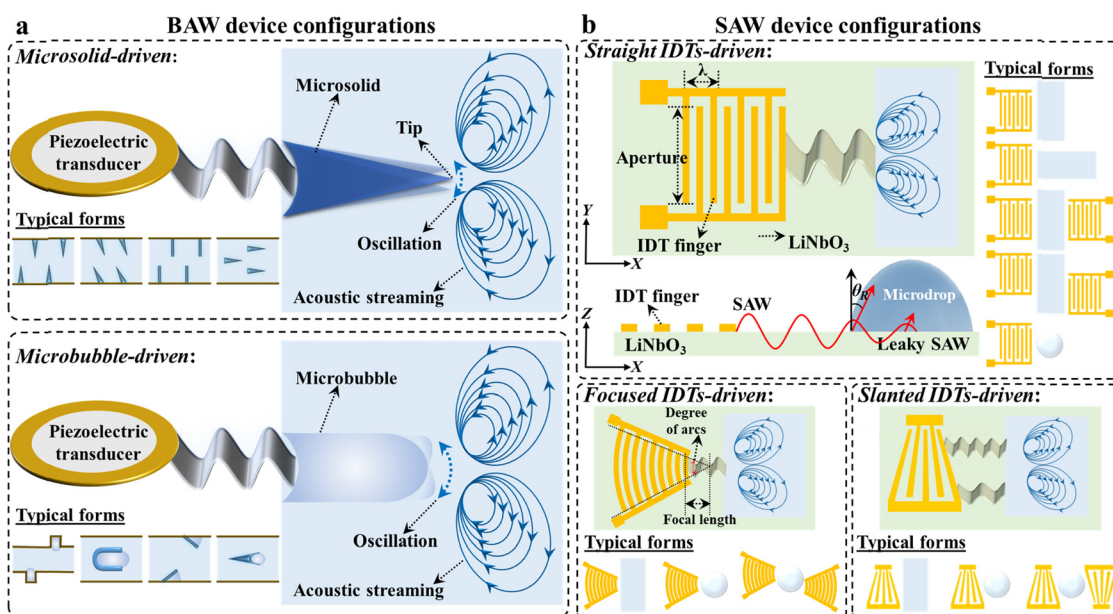 a
BAW device configurations
Microsolid-driven:
Microsolid
Tip
Piezoelectric
transducer
Typical forms
Oscillation
Acoustic streaming
Microbubble-driven:
Microbubble
Piezoelectric
transducer
Typical forms
Oscillation
Acoustic streaming
b
SAW device configurations
Straight IDTs-driven:
Typical forms
λ
Aperture
IDT finger
LiNbO3
Y
X
IDT finger
SAW
θR
Microdrop
Z
LiNbO3
Leaky SAW
X
Focused IDTs-driven:
Degree
of arcs
Focal length
Typical forms
Slanted IDTs-driven:
Typical forms